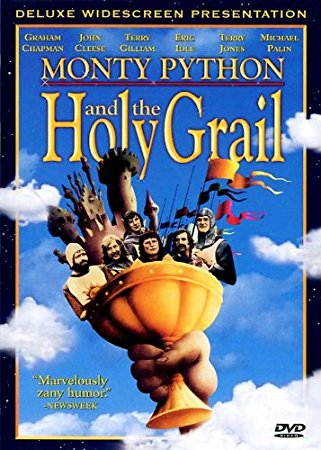 DELUXE WIDESCREEN PRESENTATION
GRAHAM CHAPMAN
JOHN CLEESE
TERRY GILLIAM
ERIC IDLE
TERRY JONES
MICHAEL PALIN
MONTY PYTHON
and the
Holy Grail
"Marvelously
zany humor."
-NEWSWEEK
DVD
VIDEO